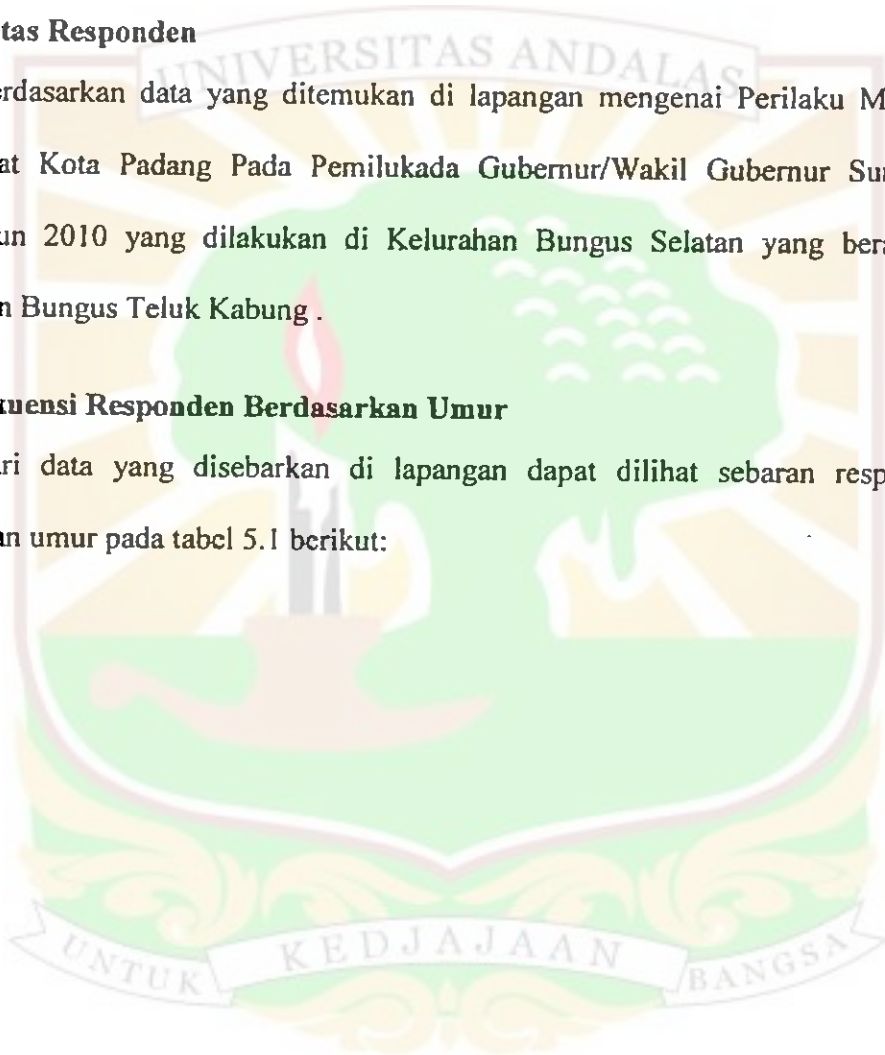 tas Responden
UNIVERSITAS ANDALAS
erdasarkan data yang ditemukan di lapangan mengenai Perilaku M
at Kota Padang Pada Pemilukada Gubernur/Wakil Gubernur Su
un 2010 yang dilakukan di Kelurahan Bungus Selatan yang ber
n Bungus Teluk Kabung .
kuensi Responden Berdasarkan Umur
ri data yang disebarkan di lapangan dapat dilihat sebaran resp
an umur pada tabel 5.1 berikut:
UNTUK KEDJAJAAN BANGSA